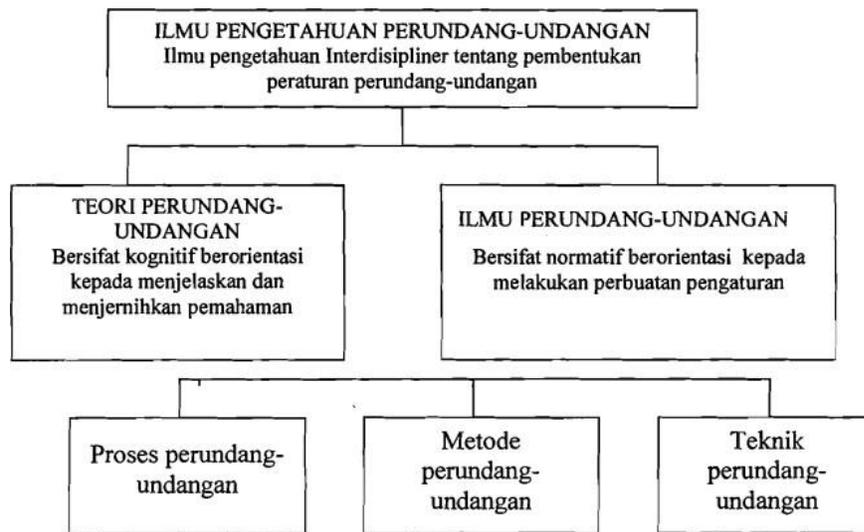 ILMU PENGETAHUAN PERUNDANG-UNDANGAN
Ilmu pengetahuan Interdisipliner tentang pembentukan
peraturan perundang-undangan
TEORI PERUNDANG-
UNDANGAN
Bersifat kognitif berorientasi
kepada menjelaskan dan
menjernihkan pemahaman
ILMU PERUNDANG-UNDANGAN
Bersifat normatif berorientasi kepada
melakukan perbuatan pengaturan
Proses perundang-
undangan
Metode
perundang-
undangan
Teknik
perundang-
undangan